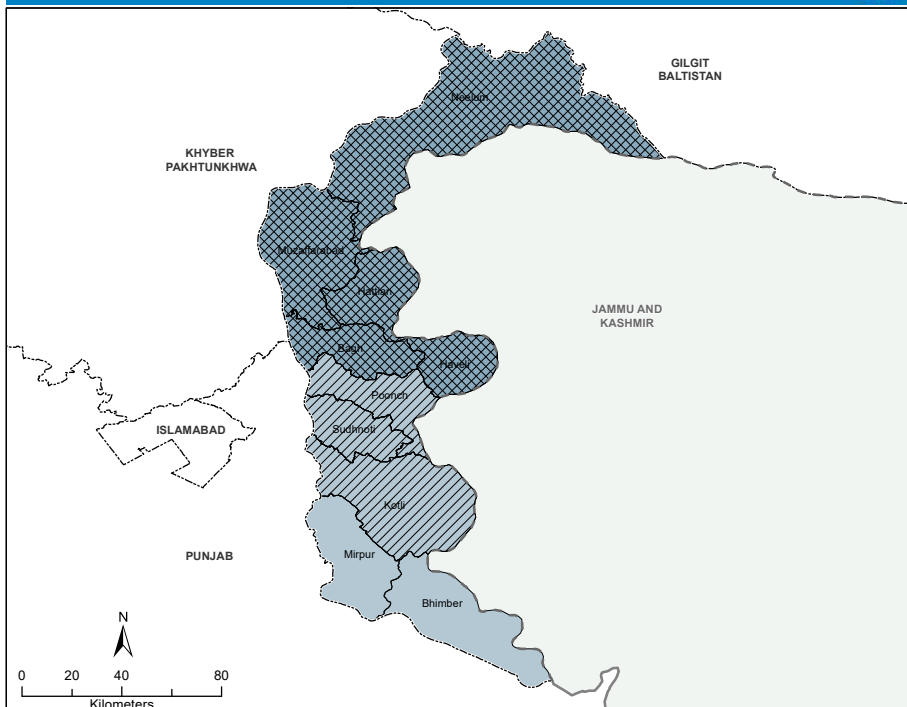 GILGIT
BALTISTAN
Neelum
KHYBER
PAKHTUNKHWA
Muzaffarabad
Hattian
JAMMU AND
KASHMIR
Bagh
Haveli
Poonch
ISLAMABAD
Sudhnoti
Kotli
PUNJAB
Mirpur
Bhimber
N
0 20 40 80
Kilometers